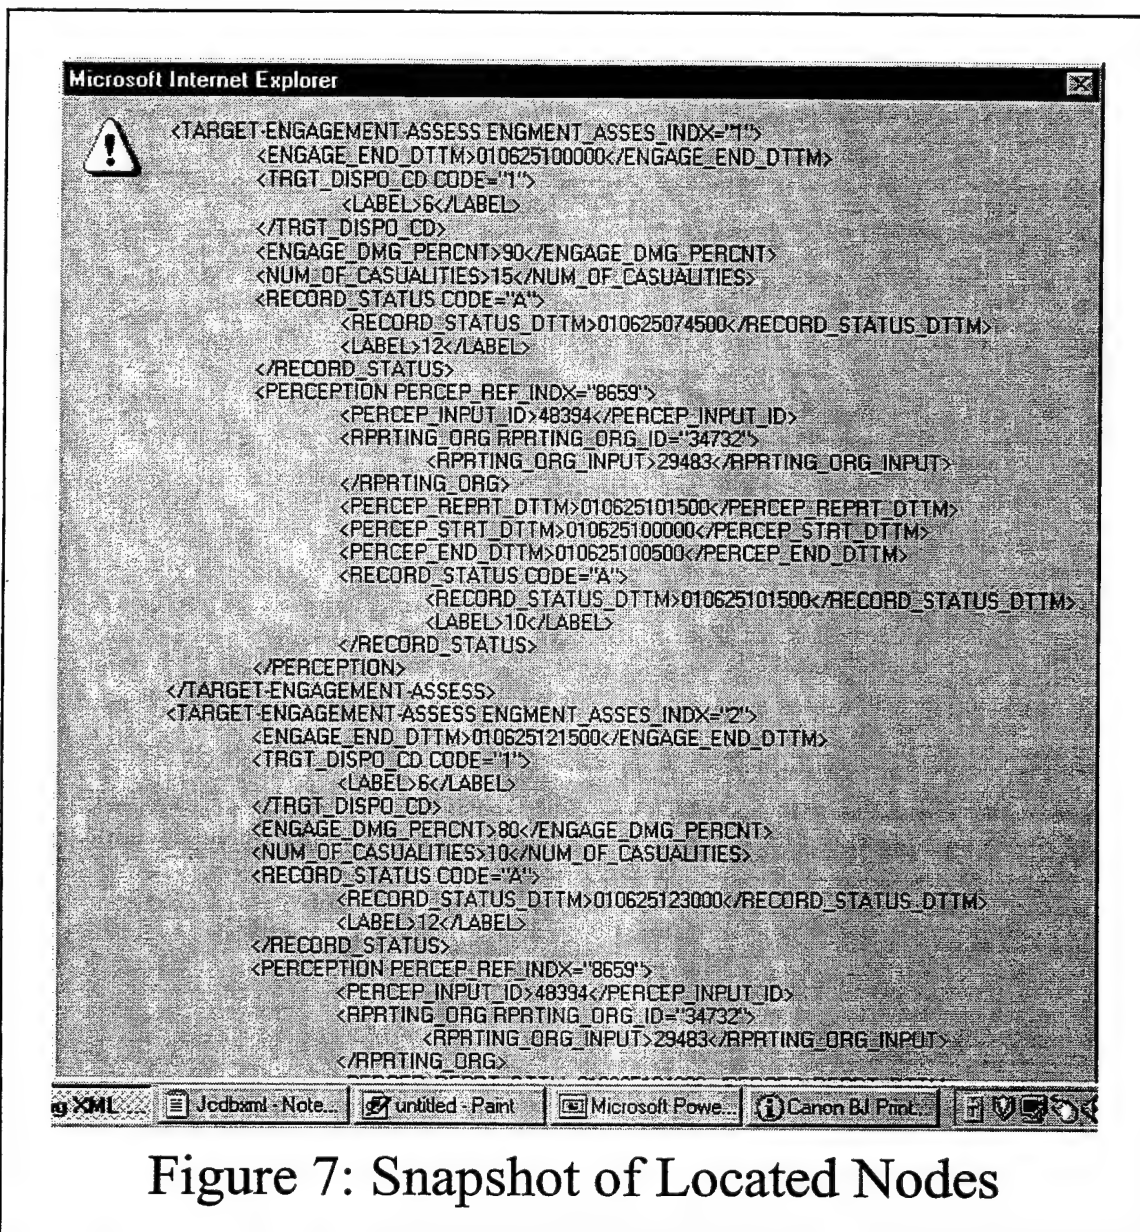 Microsoft Internet Explorer
<TARGET-ENGAGEMENT-ASSESS ENGMENT_ASSES_INDX="1">
<ENGAGE_END_DTTM>010625100000</ENGAGE_END_DTTM>
<TRGT_DISPO_CD CODE="1">
<LABEL>6</LABEL>
</TRGT_DISPO_CD>
<ENGAGE_DMG_PERCNT>90</ENGAGE_DMG_PERCNT>
<NUM_OF_CASUALITIES>15</NUM_OF_CASUALITIES>
<RECORD_STATUS CODE="A">
<RECORD_STATUS_DTTM>010625074500</RECORD_STATUS_DTTM>
<LABEL>12</LABEL>
</RECORD_STATUS>
<PERCEPTION PERCEP_REF_INDX="8659">
<PERCEP_INPUT_ID>48394</PERCEP_INPUT_ID>
<RPRTING_ORG RPRTING_ORG_ID="34732">
<RPRTING_ORG_INPUT>29483</RPRTING_ORG_INPUT>
</RPRTING_ORG>
<PERCEP_REPRT_DTTM>010625101500</PERCEP_REPRT_DTTM>
<PERCEP_STRT_DTTM>010625100000</PERCEP_STRT_DTTM>
<PERCEP_END_DTTM>010625100500</PERCEP_END_DTTM>
<RECORD_STATUS CODE="A">
<RECORD_STATUS_DTTM>010625101500</RECORD_STATUS_DTTM>
<LABEL>10</LABEL>
</RECORD_STATUS>
</PERCEPTION>
</TARGET-ENGAGEMENT-ASSESS>
<TARGET-ENGAGEMENT-ASSESS ENGMENT_ASSES_INDX="2">
<ENGAGE_END_DTTM>010625121500</ENGAGE_END_DTTM>
<TRGT_DISPO_CD CODE="1">
<LABEL>6</LABEL>
</TRGT_DISPO_CD>
<ENGAGE_DMG_PERCNT>80</ENGAGE_DMG_PERCNT>
<NUM_OF_CASUALITIES>10</NUM_OF_CASUALITIES>
<RECORD_STATUS CODE="A">
<RECORD_STATUS_DTTM>010625123000</RECORD_STATUS_DTTM>
<LABEL>12</LABEL>
</RECORD_STATUS>
<PERCEPTION PERCEP_REF_INDX="8659">
<PERCEP_INPUT_ID>48394</PERCEP_INPUT_ID>
<RPRTING_ORG RPRTING_ORG_ID="34732">
<RPRTING_ORG_INPUT>29483</RPRTING_ORG_INPUT>
</RPRTING_ORG>
g XML... Jcdbxml - Note... untitled - Paint Microsoft Powe... Canon BJ Print...
Figure 7: Snapshot of Located Nodes